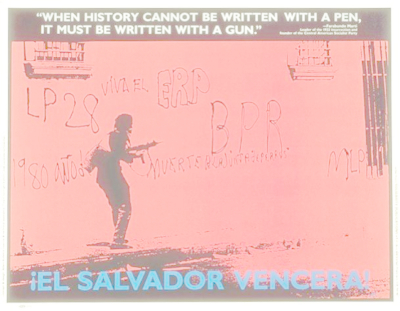 "WHEN HISTORY CANNOT BE WRITTEN WITH A PEN,
IT MUST BE WRITTEN WITH A GUN."
VIVA EL ERP
LP 28
BPR
1980 AÑO
MUERTE
MLP
¡EL SALVADOR VENCERA!